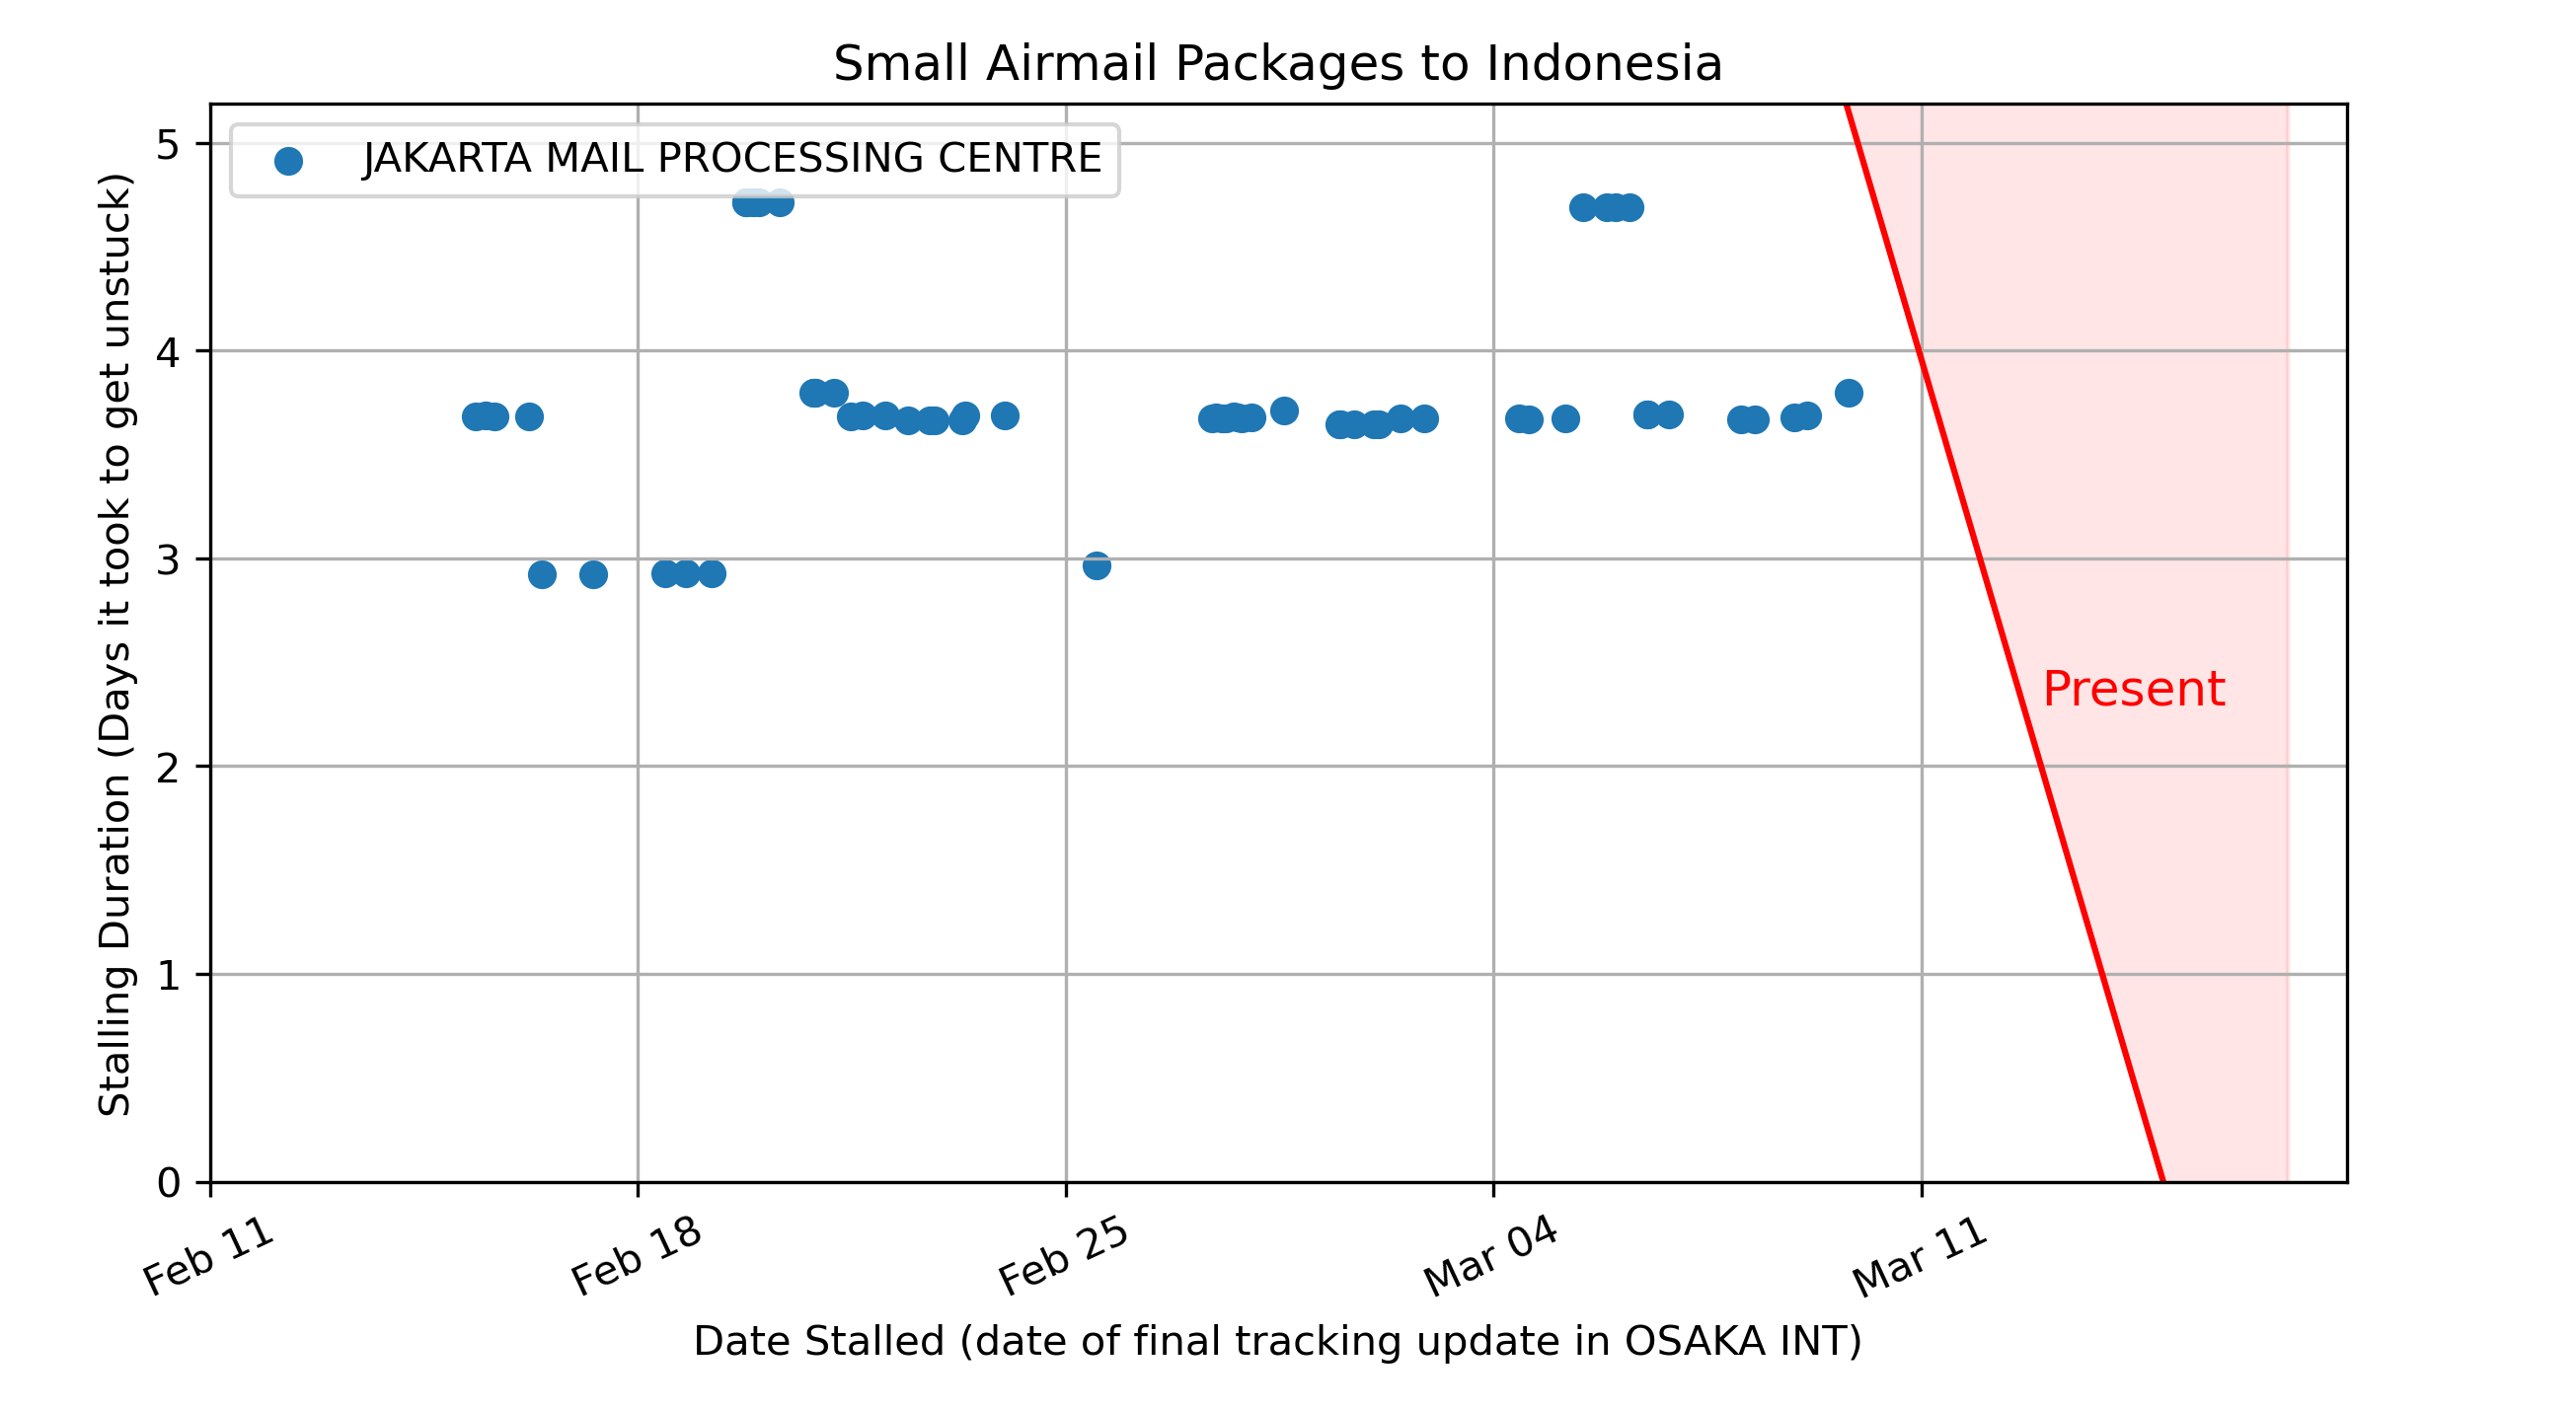 Small Airmail Packages to Indonesia
JAKARTA MAIL PROCESSING CENTRE
Stalling Duration (Days it took to get unstuck)
5
4
3
2
1
0
Present
Feb 11
Feb 18
Feb 25
Mar 04
Mar 11
Date Stalled (date of final tracking update in OSAKA INT)